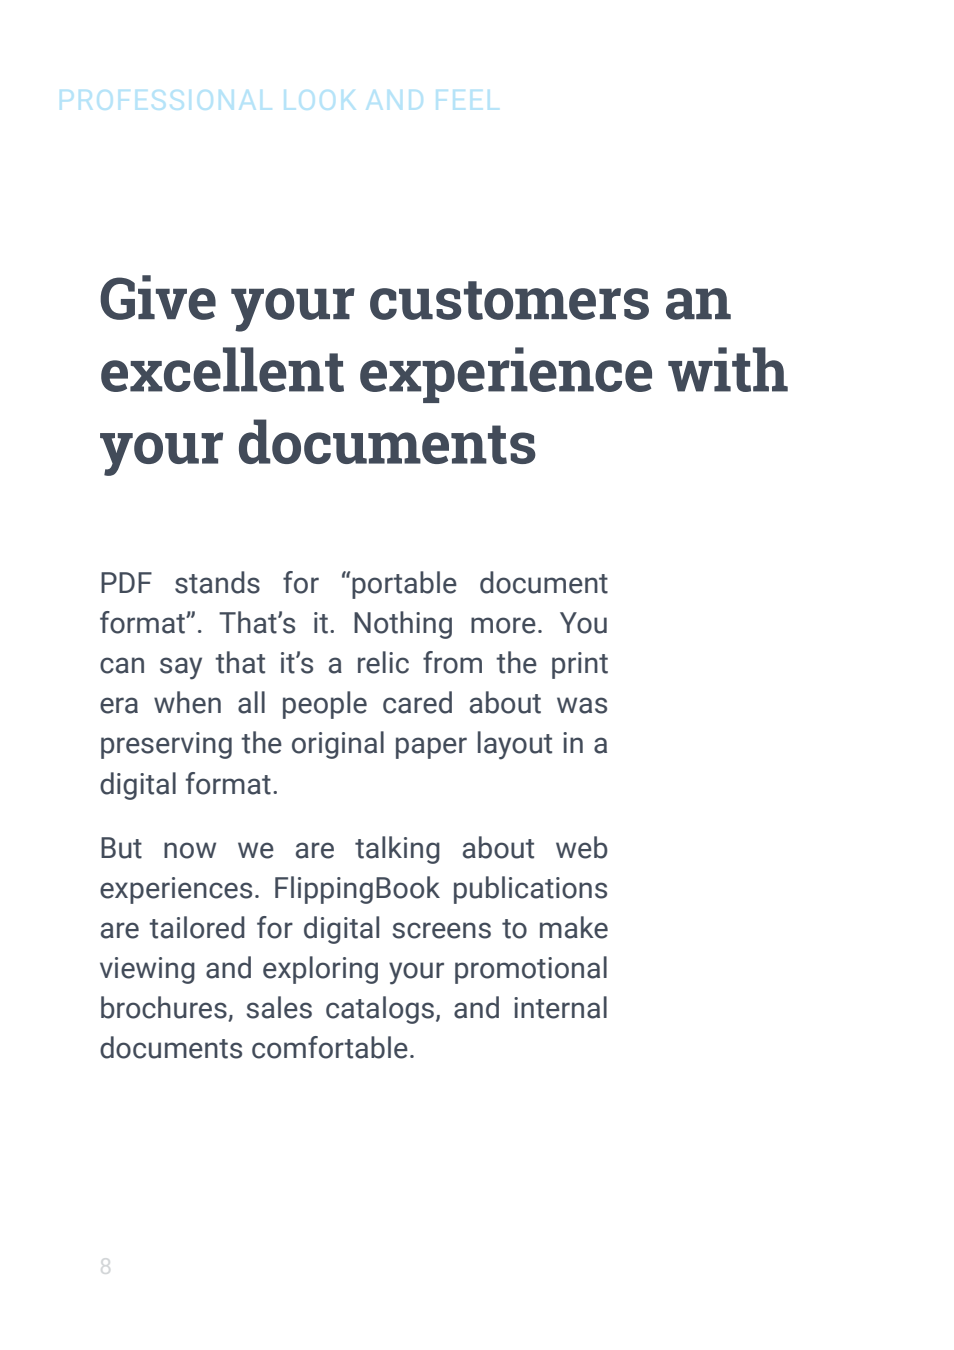 PROFESSIONAL LOOK AND FEEL
Give your customers an
excellent experience with
your documents
PDF stands for “portable document
format”. That’s it. Nothing more. You
can say that it’s a relic from the print
era when all people cared about was
preserving the original paper layout in a
digital format.
But now we are talking about web
experiences. FlippingBook publications
are tailored for digital screens to make
viewing and exploring your promotional
brochures, sales catalogs, and internal
documents comfortable.
8